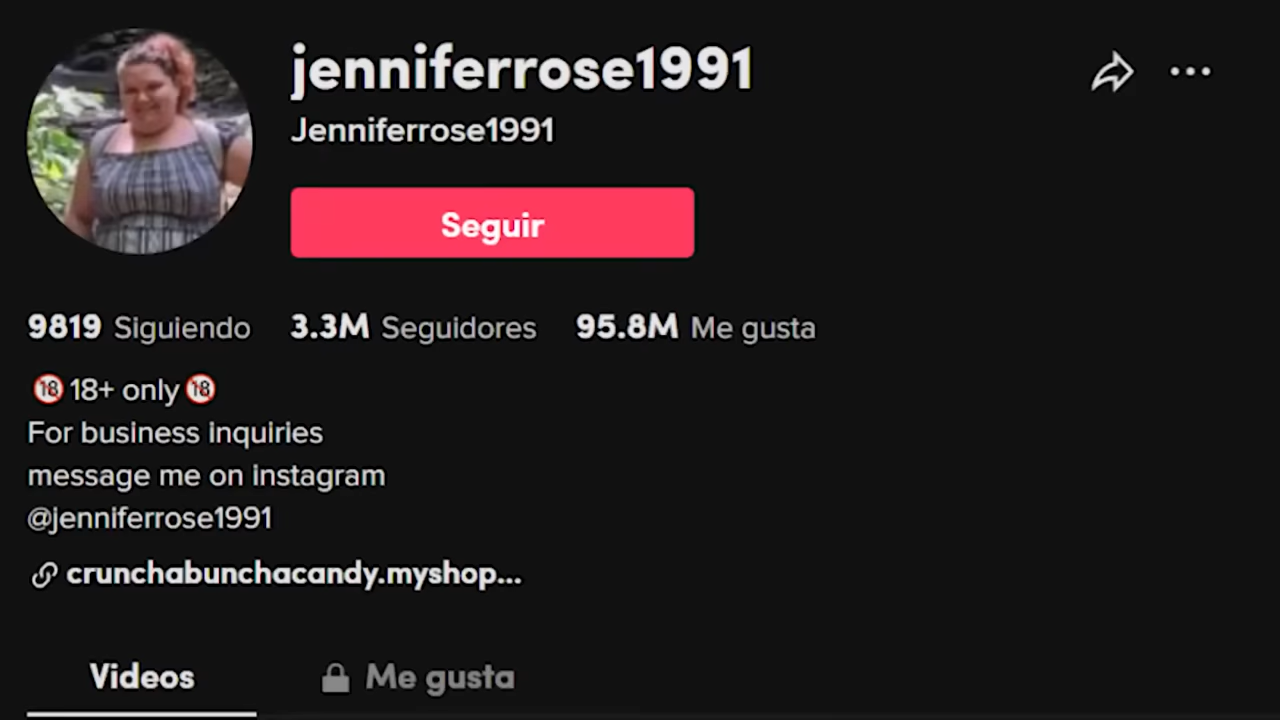 jenniferrose1991
Jenniferrose1991
Seguir
9819 Siguiendo 3.3M Seguidores 95.8M Me gusta
🔞 18+ only 🔞
For business inquiries
message me on instagram
@jenniferrose1991
crunchabunchacandy.myshop...
Videos Me gusta